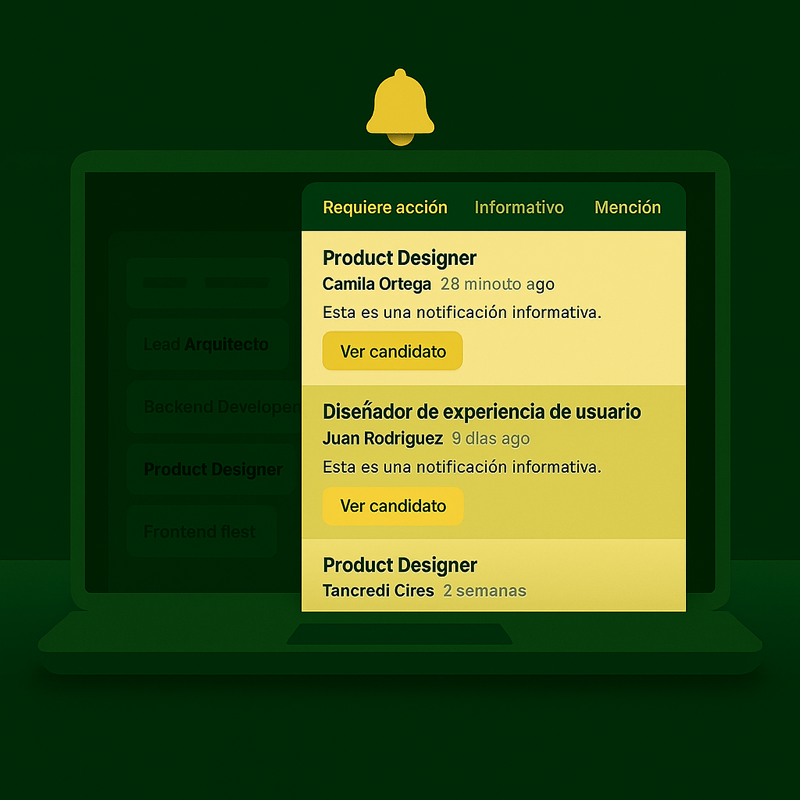 Requiere acción Informativo Mención
Product Designer
Camila Ortega 28 minouto ago
Esta es una notificación informativa.
Ver candidato
Diseñador de experiencia de usuario
Juan Rodriguez 9 dlas ago
Esta es una notificación informativa.
Ver candidato
Product Designer
Tancredi Cires 2 semanas
Lead Arquitecto
Backend Developer
Product Designer
Frontend flest